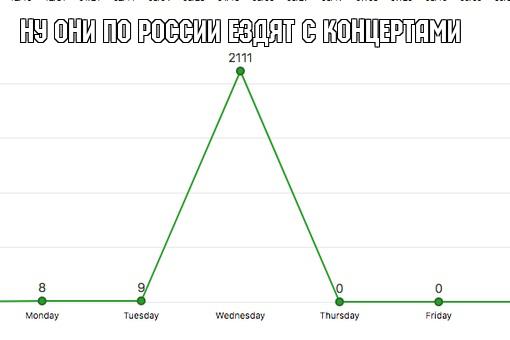 НУ ОНИ ПО РОССИИ ЕЗДЯТ С КОНЦЕРТАМИ
2111
8
9
0
0
Monday
Tuesday
Wednesday
Thursday
Friday